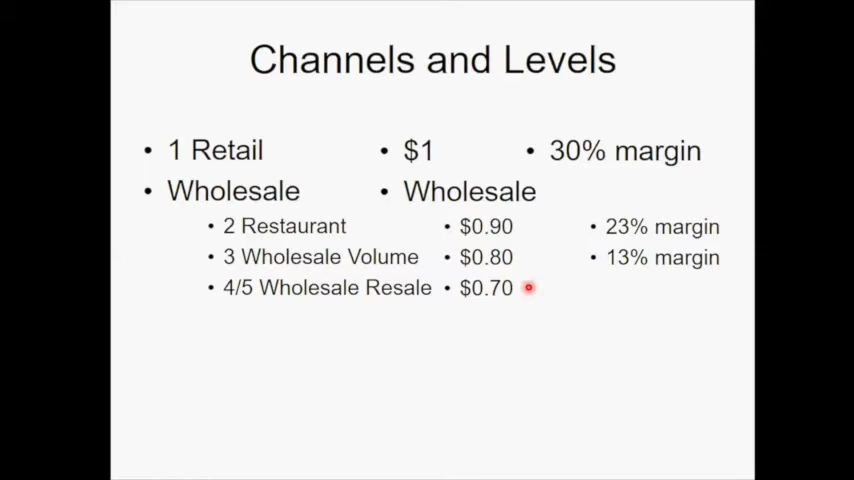 Channels and Levels
• 1 Retail • $1 • 30% margin
• Wholesale • Wholesale
• 2 Restaurant • $0.90 • 23% margin
• 3 Wholesale Volume • $0.80 • 13% margin
• 4/5 Wholesale Resale • $0.70